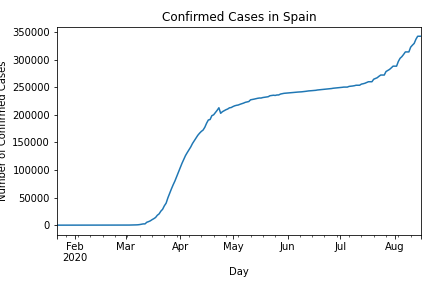 Confirmed Cases in Spain
Number of Confirmed Cases
350000
300000
250000
200000
150000
100000
50000
0
Feb
2020
Mar
Apr
May
Jun
Jul
Aug
Day